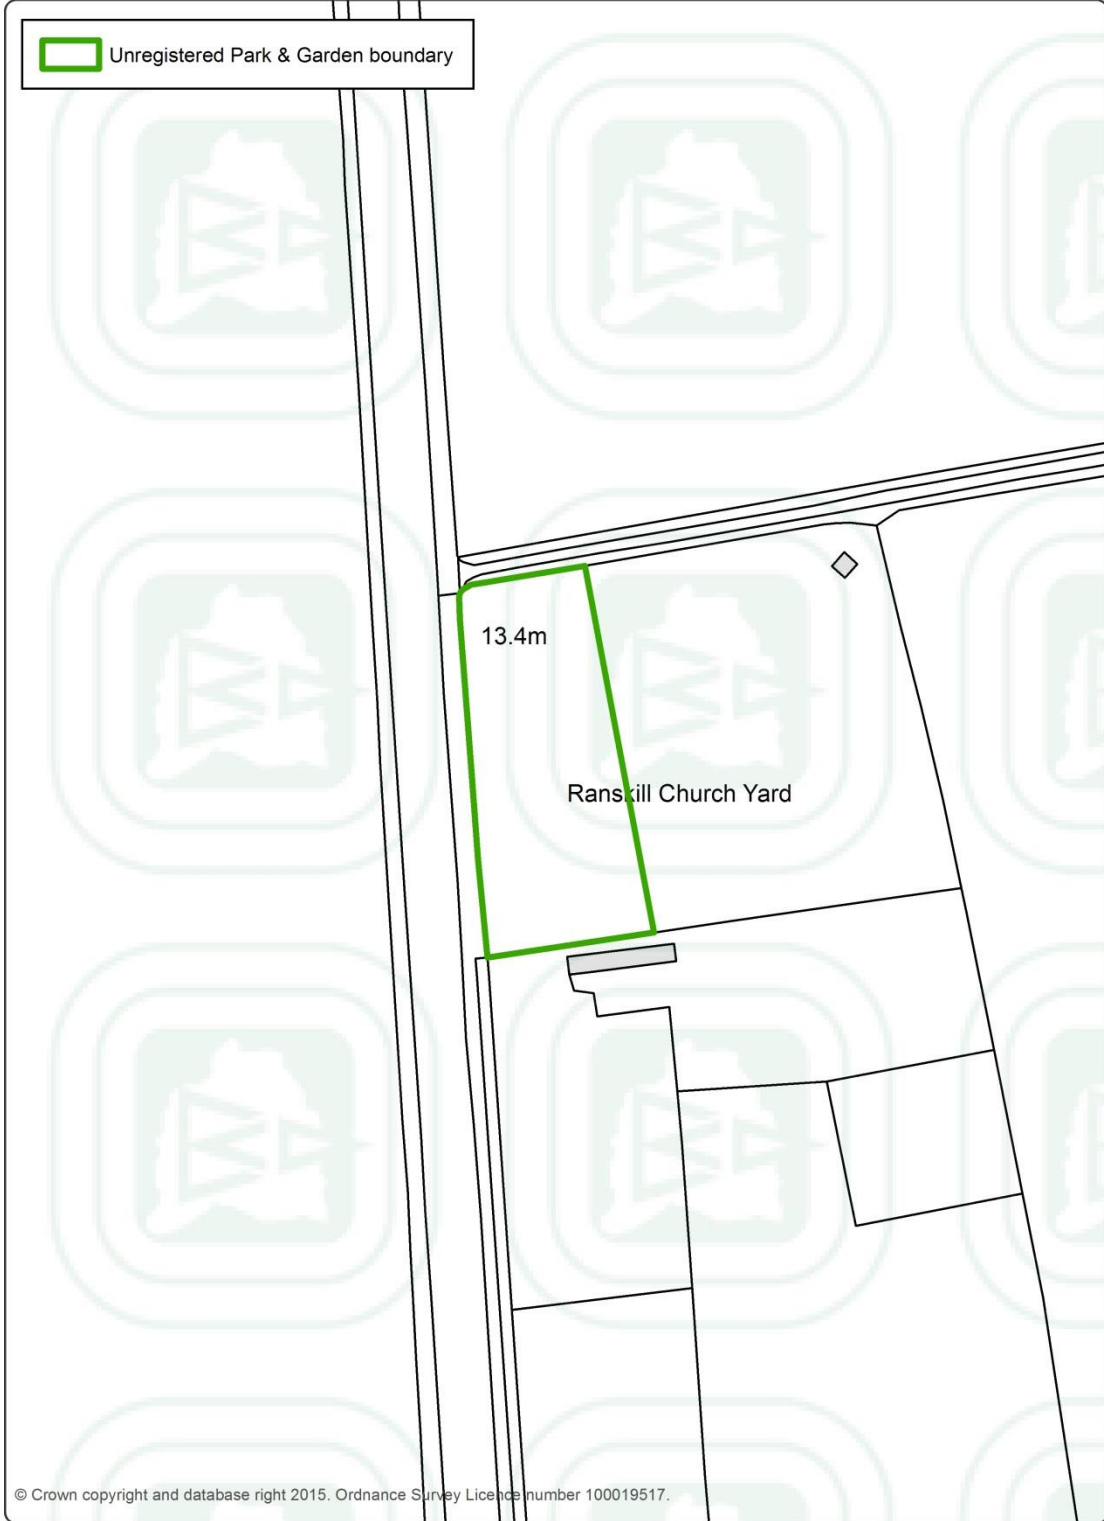 Unregistered Park & Garden boundary
13.4m
Ranskill Church Yard
© Crown copyright and database right 2015. Ordnance Survey Licence number 100019517.